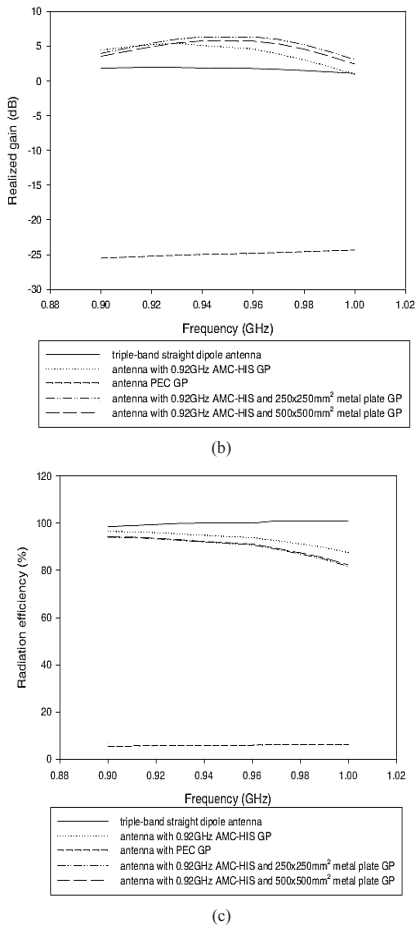 10
5
0
-5
-10
-15
-20
-25
-30
Realized gain (dB)
0.88 0.90 0.92 0.94 0.96 0.98 1.00 1.02
Frequency (GHz)
triple-band straight dipole antenna
antenna with 0.92GHz AMC-HIS GP
antenna PEC GP
antenna with 0.92GHz AMC-HIS and 250x250mm² metal plate GP
antenna with 0.92GHz AMC-HIS and 500x500mm² metal plate GP
(b)
120
100
80
60
40
20
0
Radiation efficiency (%)
0.88 0.90 0.92 0.94 0.96 0.98 1.00 1.02
Frequency (GHz)
triple-band straight dipole antenna
antenna with 0.92GHz AMC-HIS GP
antenna with PEC GP
antenna with 0.92GHz AMC-HIS and 250x250mm² metal plate GP
antenna with 0.92GHz AMC-HIS and 500x500mm² metal plate GP
(c)